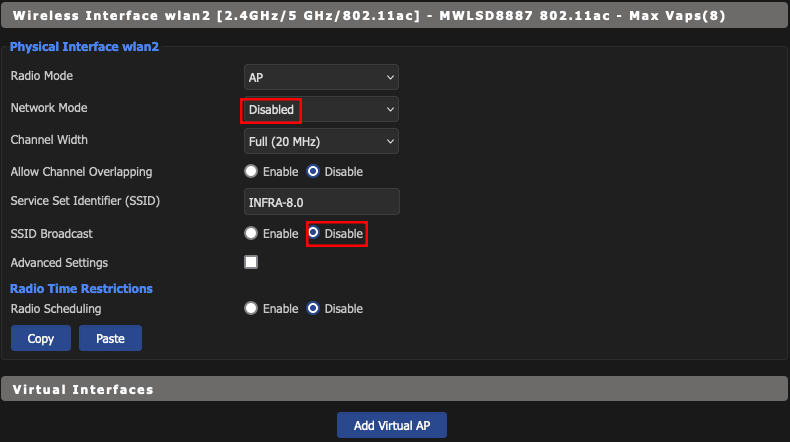 Wireless Interface wlan2 [2.4GHz/5 GHz/802.11ac] - MWLSD8887 802.11ac - Max Vaps(8)
Physical Interface wlan2
Radio Mode AP
Network Mode Disabled
Channel Width Full (20 MHz)
Allow Channel Overlapping Enable Disable
Service Set Identifier (SSID) INFRA-8.0
SSID Broadcast Enable Disable
Advanced Settings
Radio Time Restrictions
Radio Scheduling Enable Disable
Copy Paste
Virtual Interfaces
Add Virtual AP